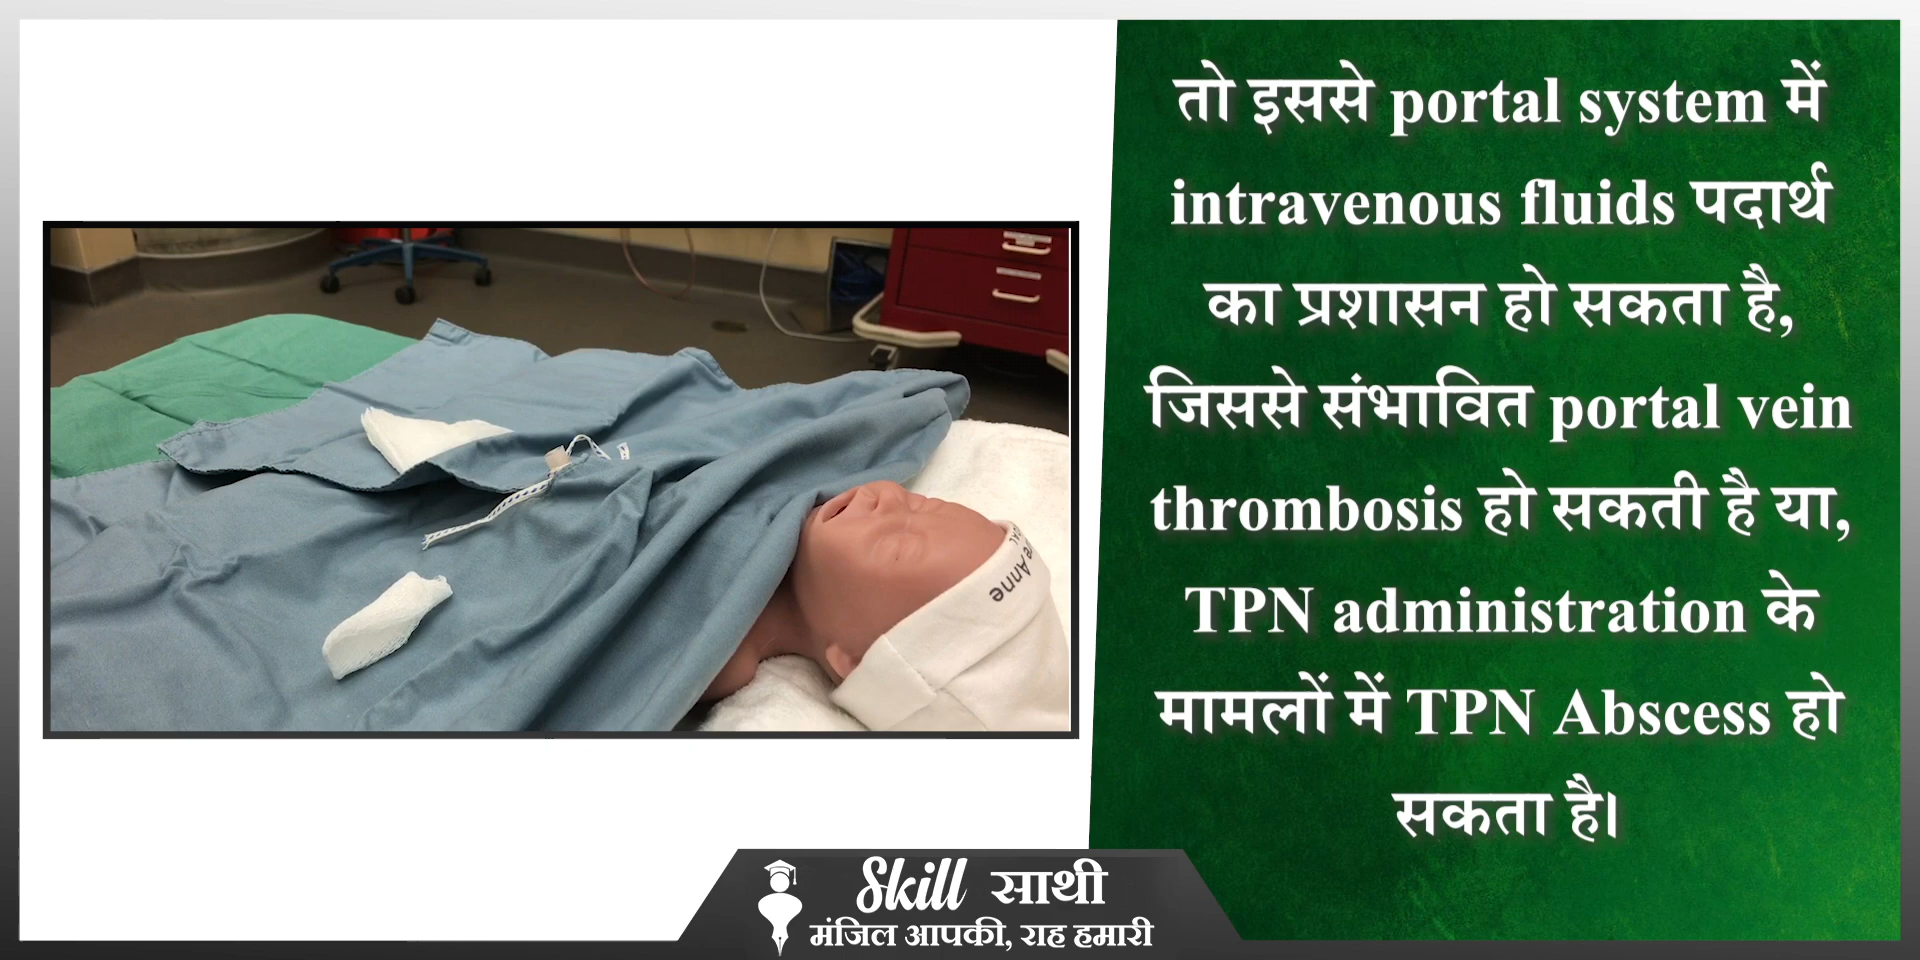 तो इससे portal system में
intravenous fluids पदार्थ
का प्रशासन हो सकता है,
जिससे संभावित portal vein
thrombosis हो सकती है या,
TPN administration के
मामलों में TPN Abscess हो
सकता है।
Anne
Skill साथी
मंजिल आपकी, राह हमारी